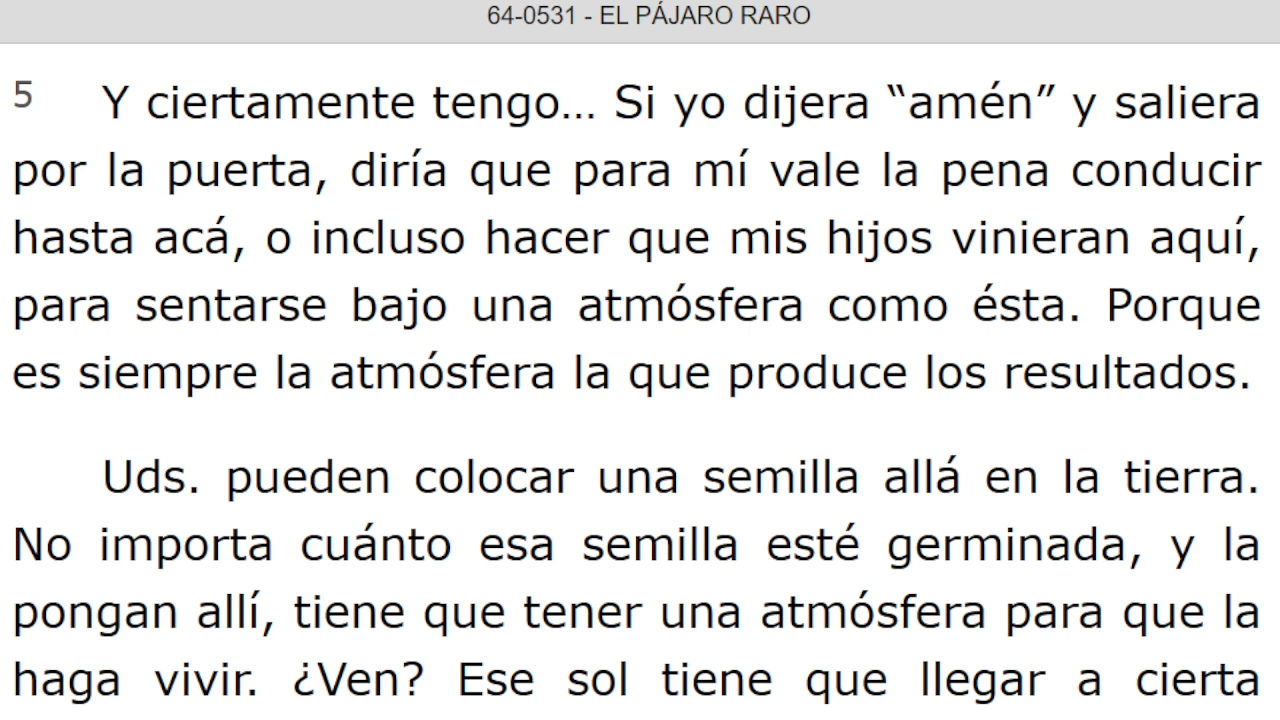 64-0531 - EL PÁJARO RARO
5 Y ciertamente tengo... Si yo dijera “amén” y saliera
por la puerta, diría que para mí vale la pena conducir
hasta acá, o incluso hacer que mis hijos vinieran aquí,
para sentarse bajo una atmósfera como ésta. Porque
es siempre la atmósfera la que produce los resultados.
Uds. pueden colocar una semilla allá en la tierra.
No importa cuánto esa semilla esté germinada, y la
pongan allí, tiene que tener una atmósfera para que la
haga vivir. ¿Ven? Ese sol tiene que llegar a cierta